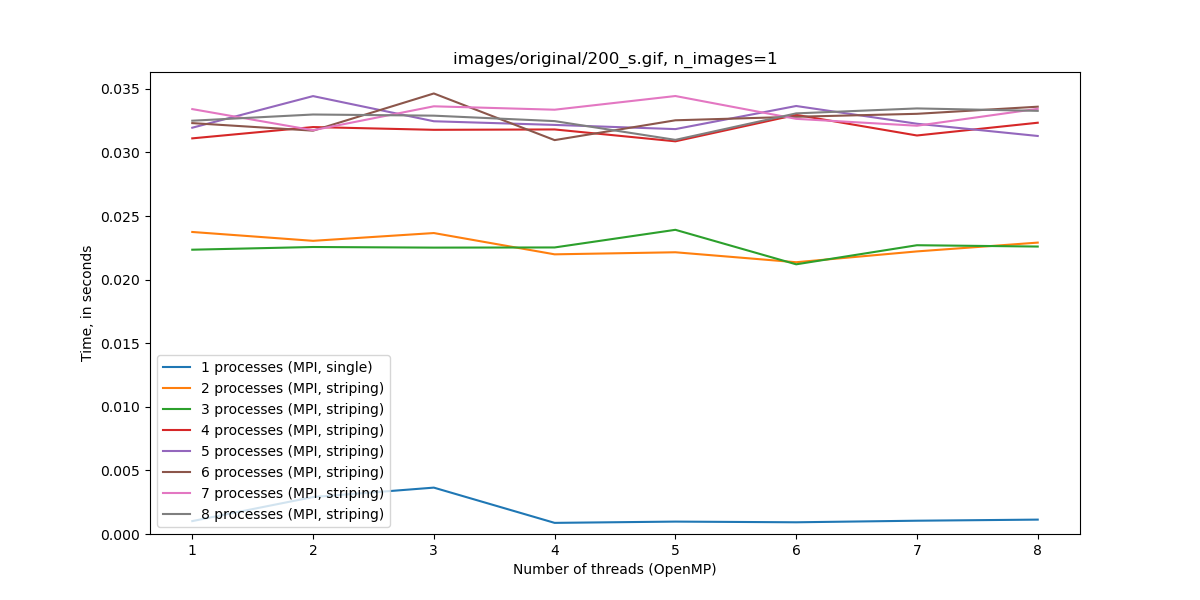 images/original/200_s.gif, n_images=1
0.035
0.030
0.025
0.020
0.015
0.010
0.005
0.000
Time, in seconds
1 processes (MPI, single)
2 processes (MPI, striping)
3 processes (MPI, striping)
4 processes (MPI, striping)
5 processes (MPI, striping)
6 processes (MPI, striping)
7 processes (MPI, striping)
8 processes (MPI, striping)
1 2 3 4 5 6 7 8
Number of threads (OpenMP)